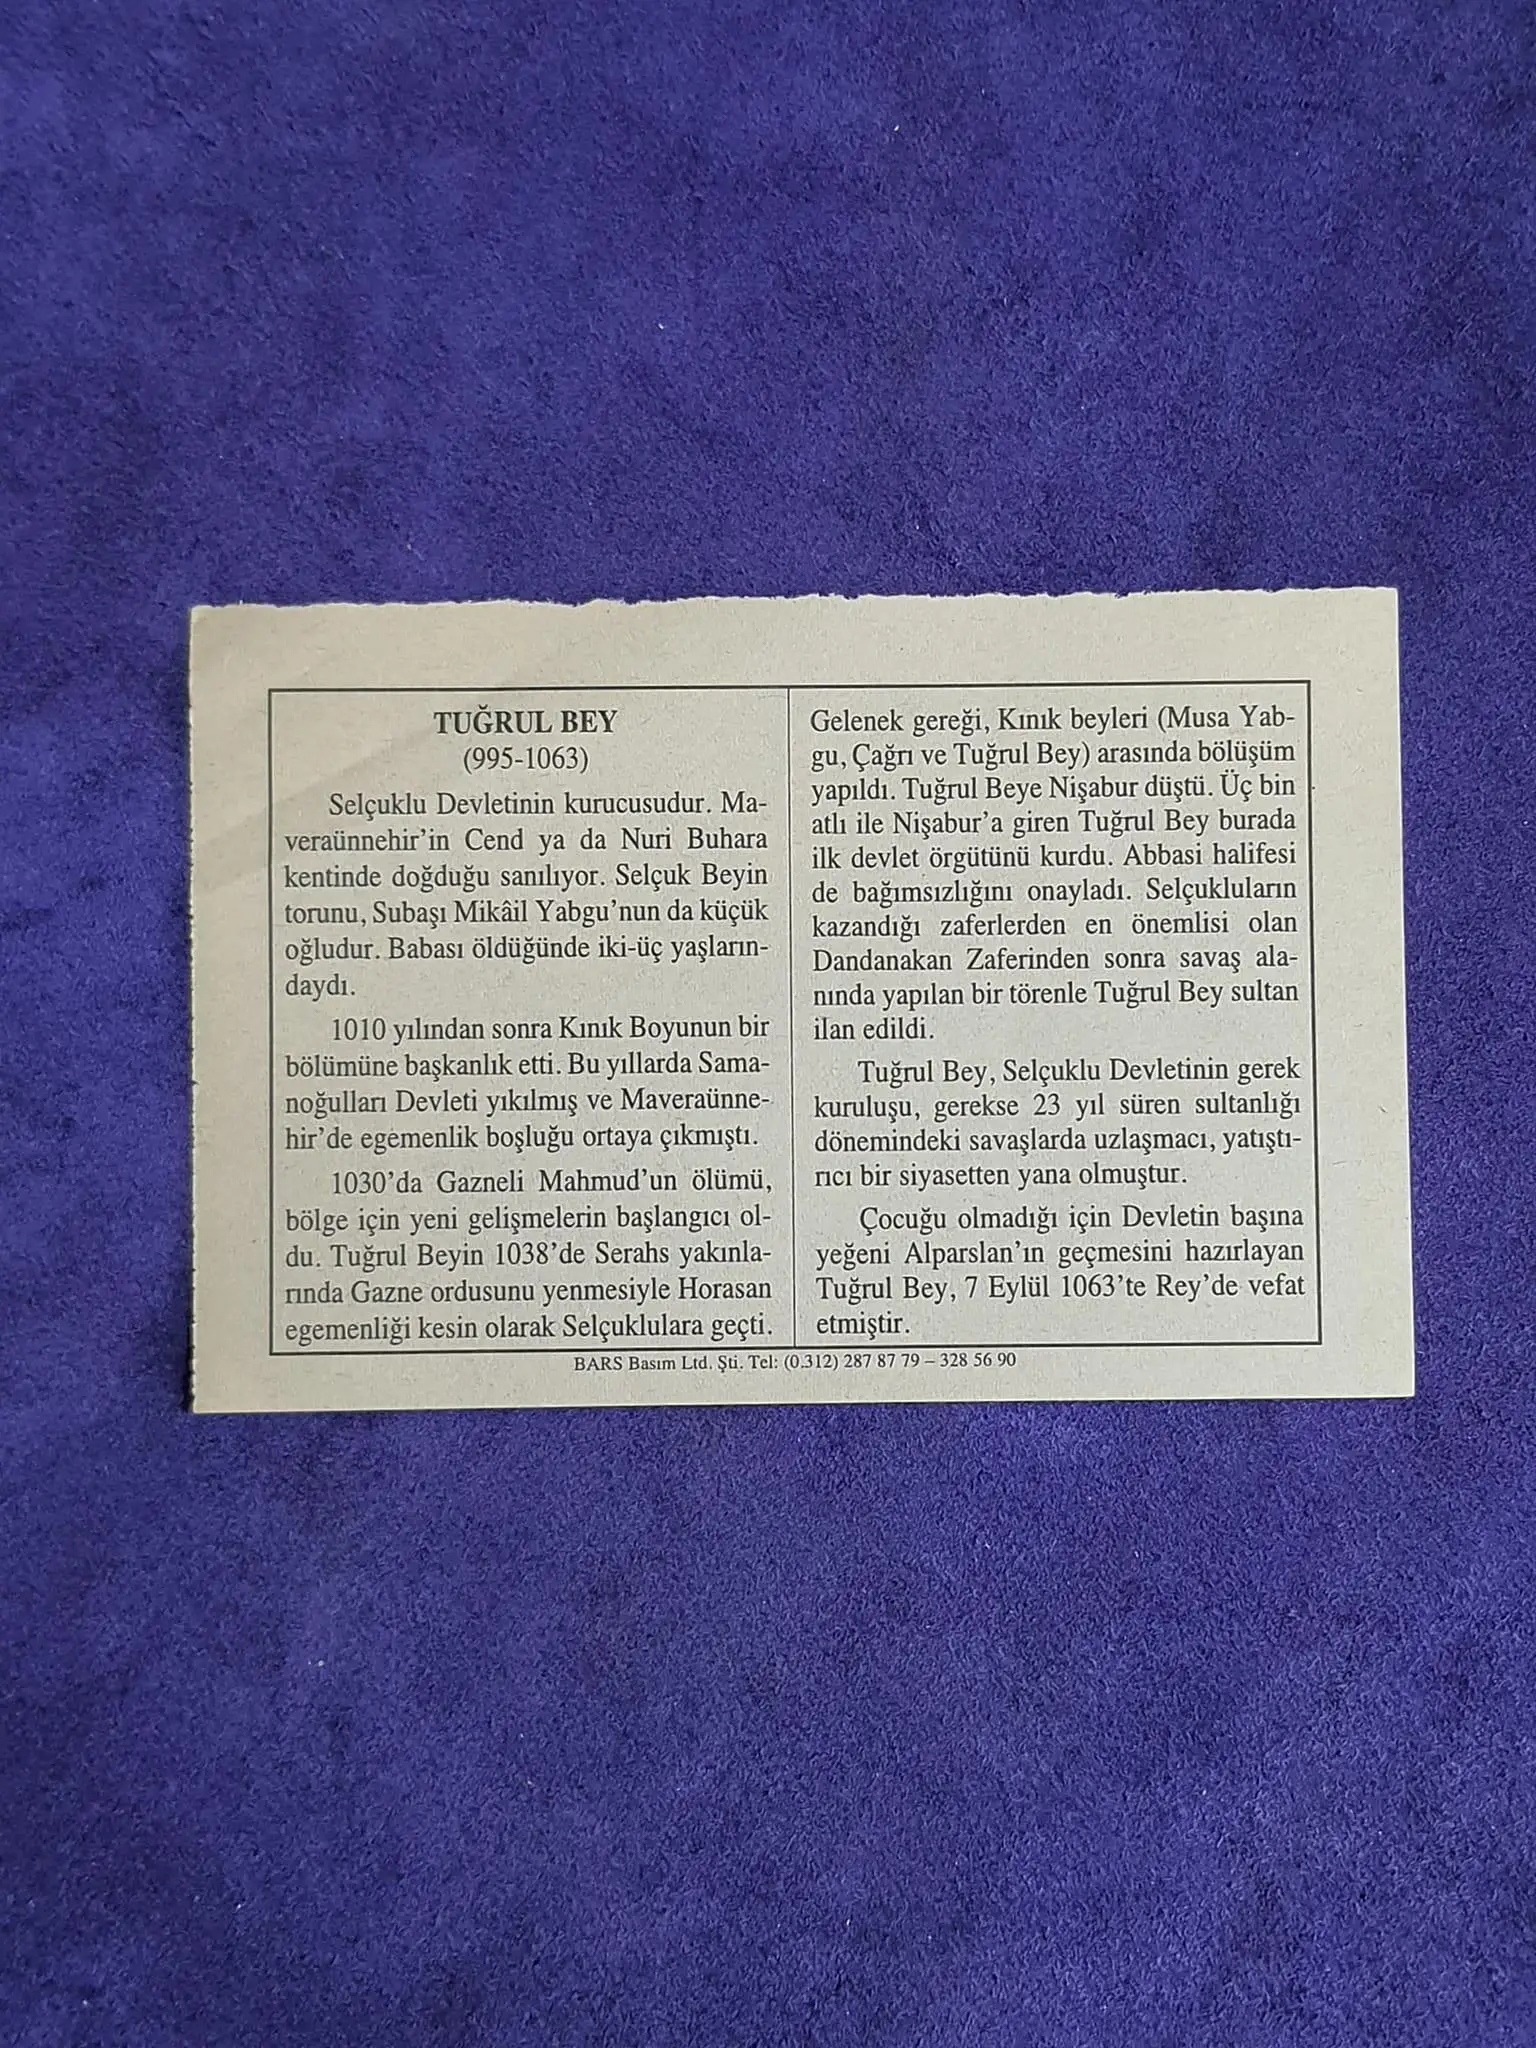 TUĞRUL BEY
(995-1063)
Selçuklu Devletinin kurucusudur. Ma-
veraünnehir'in Cend ya da Nuri Buhara
kentinde doğduğu sanılıyor. Selçuk Beyin
torunu, Subaşı Mikâil Yabgu'nun da küçük
oğludur. Babası öldüğünde iki-üç yaşların-
daydı.
1010 yılından sonra Kınık Boyunun bir
bölümüne başkanlık etti. Bu yıllarda Sama-
noğulları Devleti yıkılmış ve Maveraünne-
hir'de egemenlik boşluğu ortaya çıkmıştı.
1030'da Gazneli Mahmud'un ölümü,
bölge için yeni gelişmelerin başlangıcı ol-
du. Tuğrul Beyin 1038'de Serahs yakınla-
rında Gazne ordusunu yenmesiyle Horasan
egemenliği kesin olarak Selçuklulara geçti.
Gelenek gereği, Kınık beyleri (Musa Yab-
gu, Çağrı ve Tuğrul Bey) arasında bölüşüm
yapıldı. Tuğrul Beye Nişabur düştü. Üç bin
atlı ile Nişabur'a giren Tuğrul Bey burada
ilk devlet örgütünü kurdu. Abbasi halifesi
de bağımsızlığını onayladı. Selçukluların
kazandığı zaferlerden en önemlisi olan
Dandanakan Zaferinden sonra savaş ala-
nında yapılan bir törenle Tuğrul Bey sultan
ilan edildi.
Tuğrul Bey, Selçuklu Devletinin gerek
kuruluşu, gerekse 23 yıl süren sultanlığı
dönemindeki savaşlarda uzlaşmacı, yatıştı-
rıcı bir siyasetten yana olmuştur.
Çocuğu olmadığı için Devletin başına
yeğeni Alparslan'ın geçmesini hazırlayan
Tuğrul Bey, 7 Eylül 1063'te Rey'de vefat
etmiştir.
BARS Basım Ltd. Şti. Tel: (0.312) 287 87 79 – 328 56 90